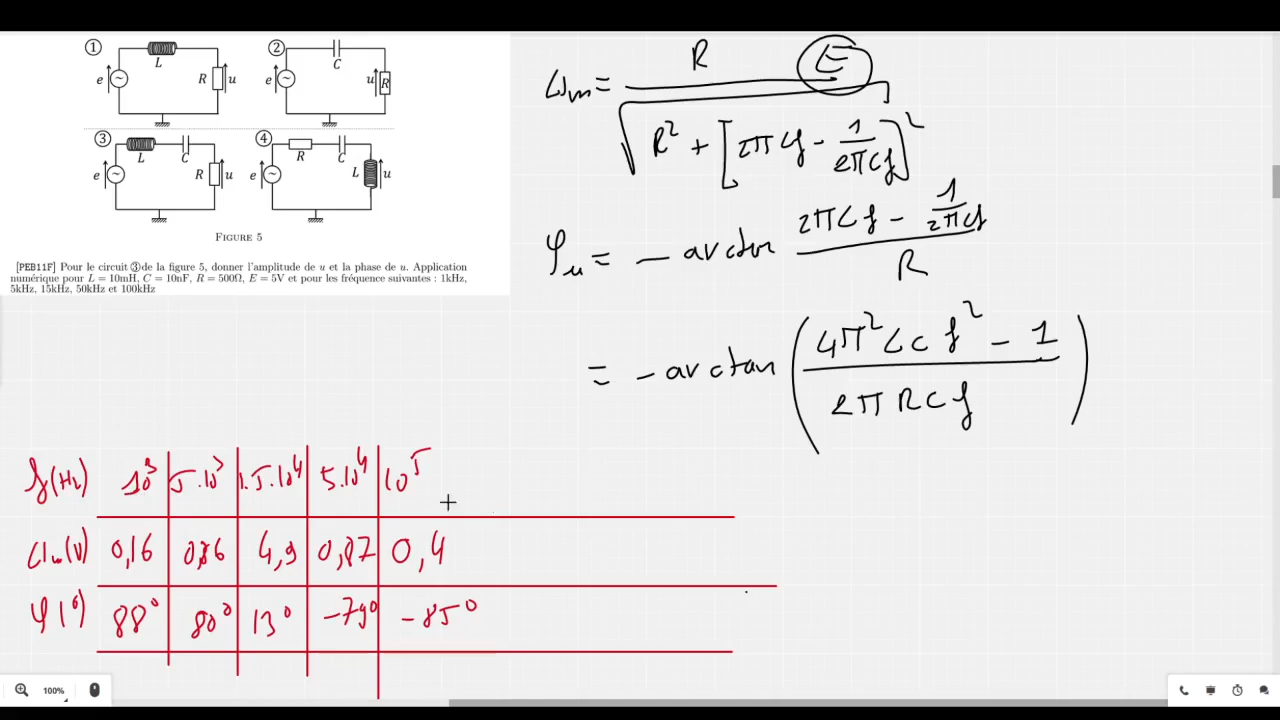 ① L e R u
② C e u R
③ L C e R u
④ R C e L u
FIGURE 5
[PEB11F] Pour le circuit ③de la figure 5, donner l'amplitude de u et la phase de u. Application
numérique pour L = 10mH, C = 10nF, R = 500Ω, E = 5V et pour les fréquence suivantes : 1kHz,
5kHz, 15kHz, 50kHz et 100kHz
Um = R E / √(R² + [2πLf - 1/(2πCf)]²)
φu = - arctan (2πLf - 1/(2πCf)) / R
= - arctan ((4π²LCf² - 1) / (2πRCf))
f(Hz) 10³ 5.10³ 1.5.10⁴ 5.10⁴ 10⁵
Um(V) 0,16 0,86 4,9 0,87 0,4
φ(°) 88° 80° 13° -79° -85°
100%